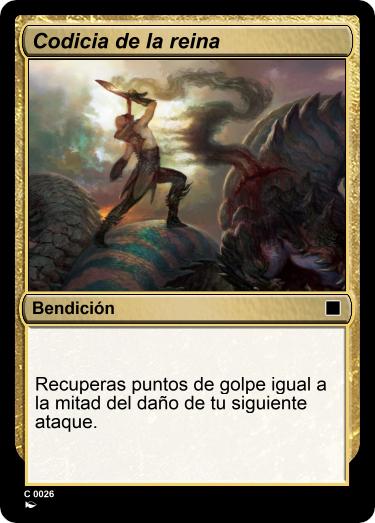 Codicia de la reina
Bendición
Recuperas puntos de golpe igual a
la mitad del daño de tu siguiente
ataque.
C 0026